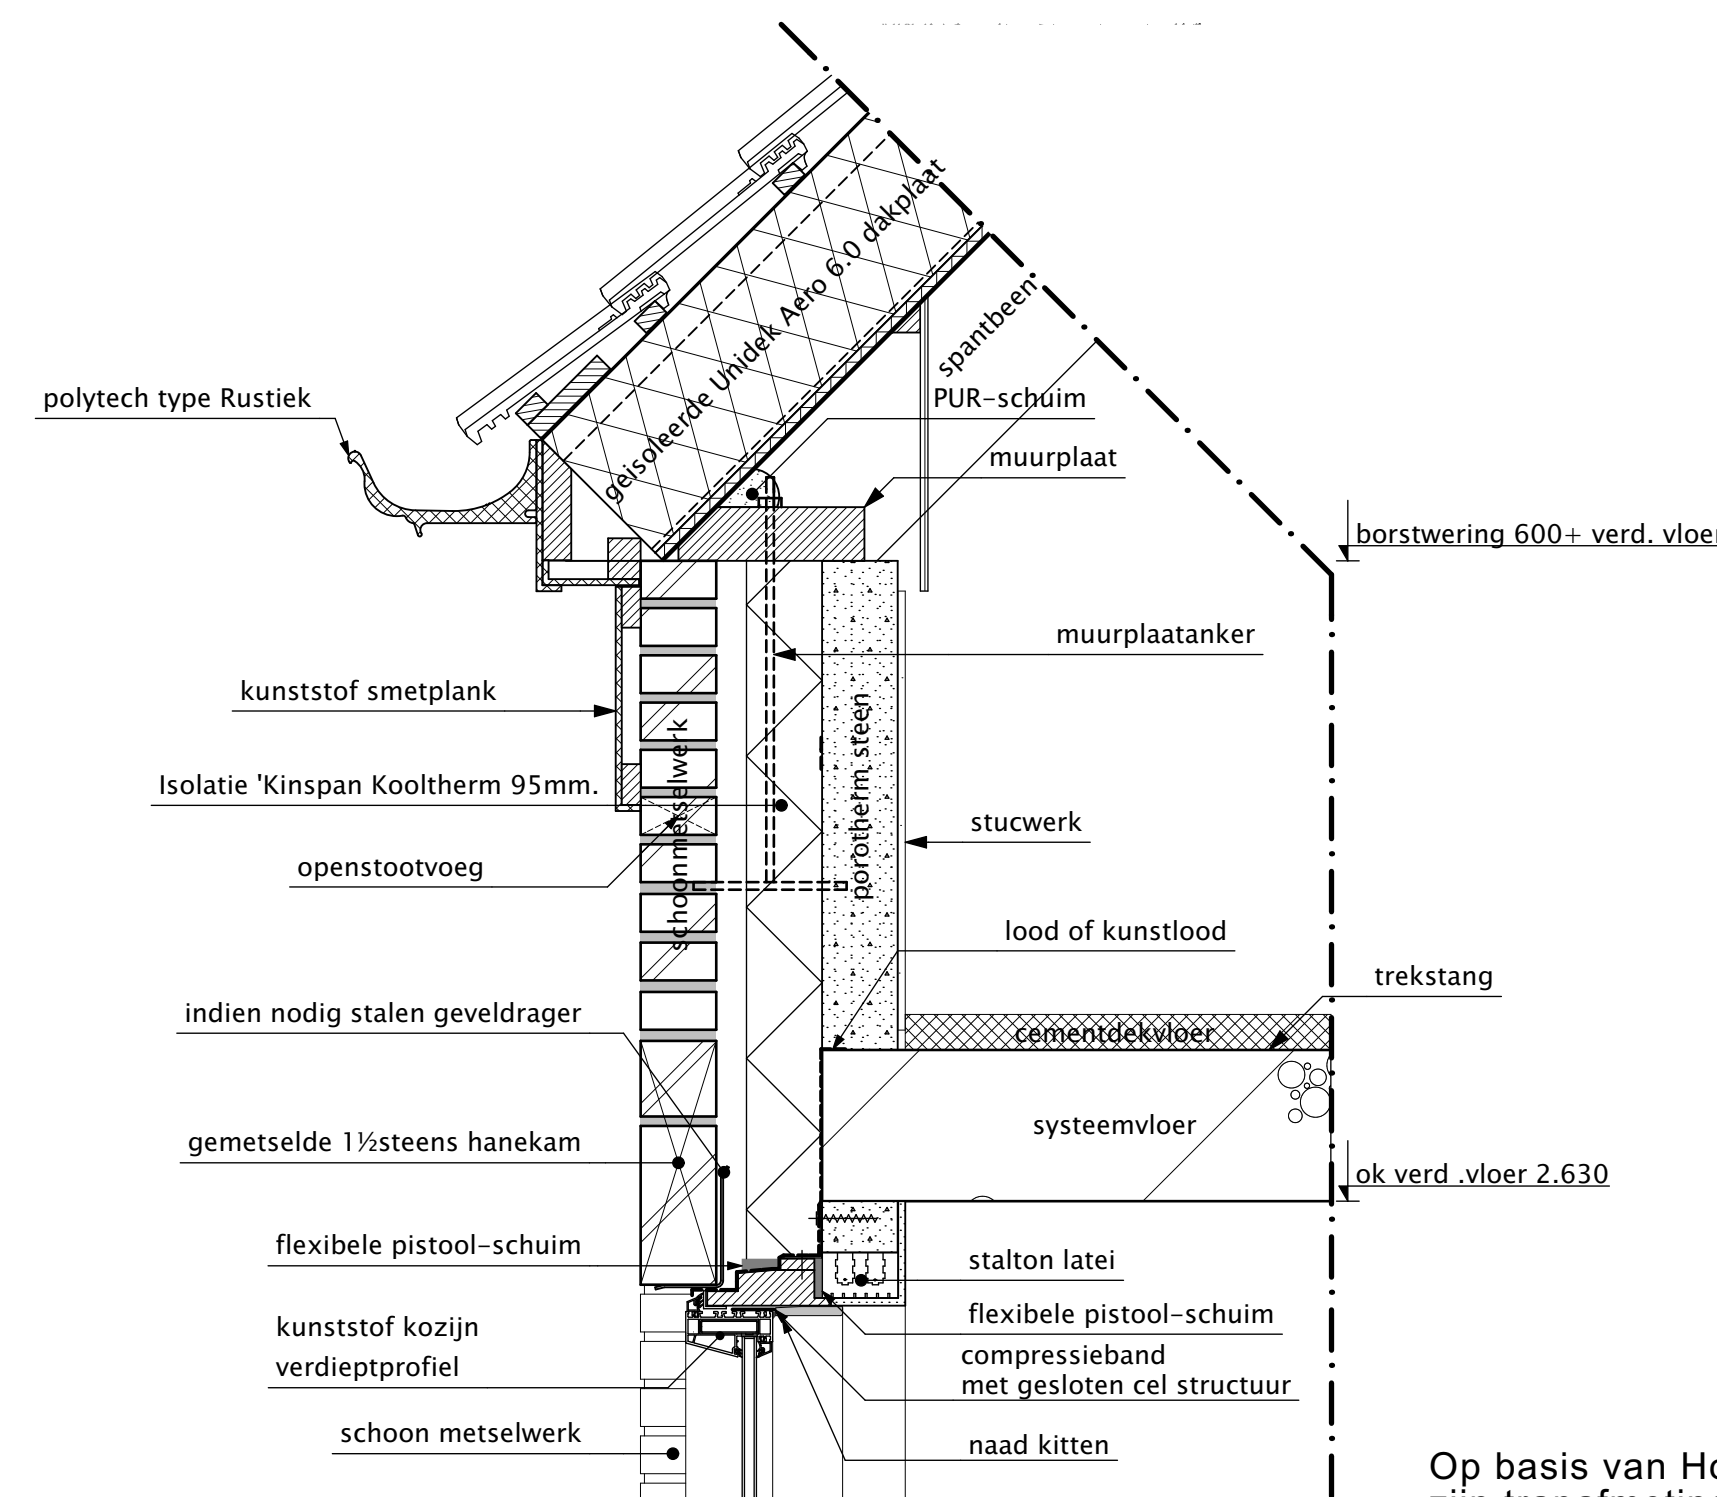 geisoleerde Unidek Aero 6.0 dakplaat
spantbeen
polytech type Rustiek
PUR-schuim
muurplaat
borstwering 600+ verd.
muurplaatanker
kunststof smetplank
schoonmetselwerk
porotherm steen
Isolatie 'Kinspan Kooltherm 95mm.
stucwerk
openstootvoeg
lood of kunstlood
trekstang
indien nodig stalen geveldrager
cementdekvloer
systeemvloer
gemetselde 1½steens hanekam
ok verd .vloer 2.630
flexibele pistool-schuim
stalton latei
flexibele pistool-schuim
kunststof kozijn
verdieptprofiel
compressieband
met gesloten cel structuur
schoon metselwerk
naad kitten
Op basis van